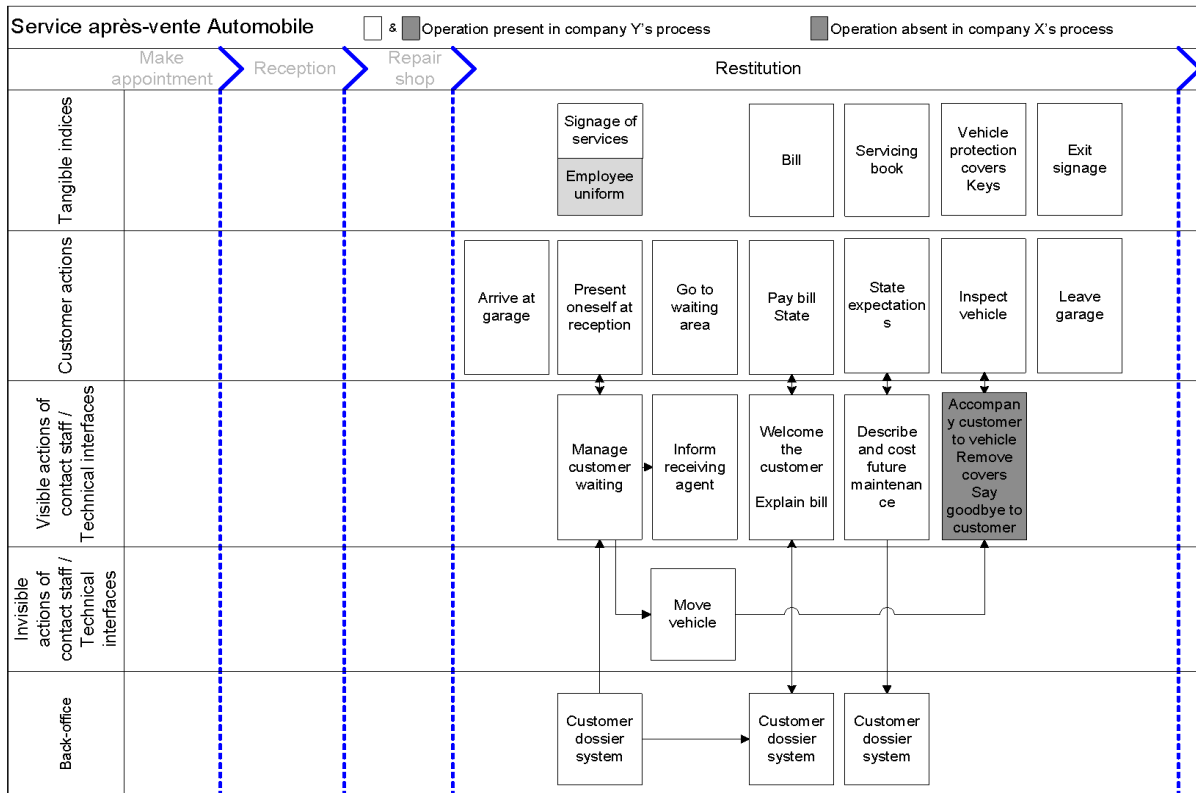 Service après-vente Automobile
& Operation present in company Y's process
Operation absent in company X's process
Make
appointment
Reception
Repair
shop
Restitution
Tangible indices
Signage of
services
Employee
uniform
Bill
Servicing
book
Vehicle
protection
covers
Keys
Exit
signage
Customer actions
Arrive at
garage
Present
oneself at
reception
Go to
waiting
area
Pay bill
State
State
expectation
s
Inspect
vehicle
Leave
garage
Visible actions of
contact staff /
Technical interfaces
Manage
customer
waiting
Inform
receiving
agent
Welcome
the
customer
Explain bill
Describe
and cost
future
maintenan
ce
Accompan
y customer
to vehicle
Remove
covers
Say
goodbye to
customer
Invisible
actions of
contact staff /
Technical
interfaces
Move
vehicle
Back-office
Customer
dossier
system
Customer
dossier
system
Customer
dossier
system